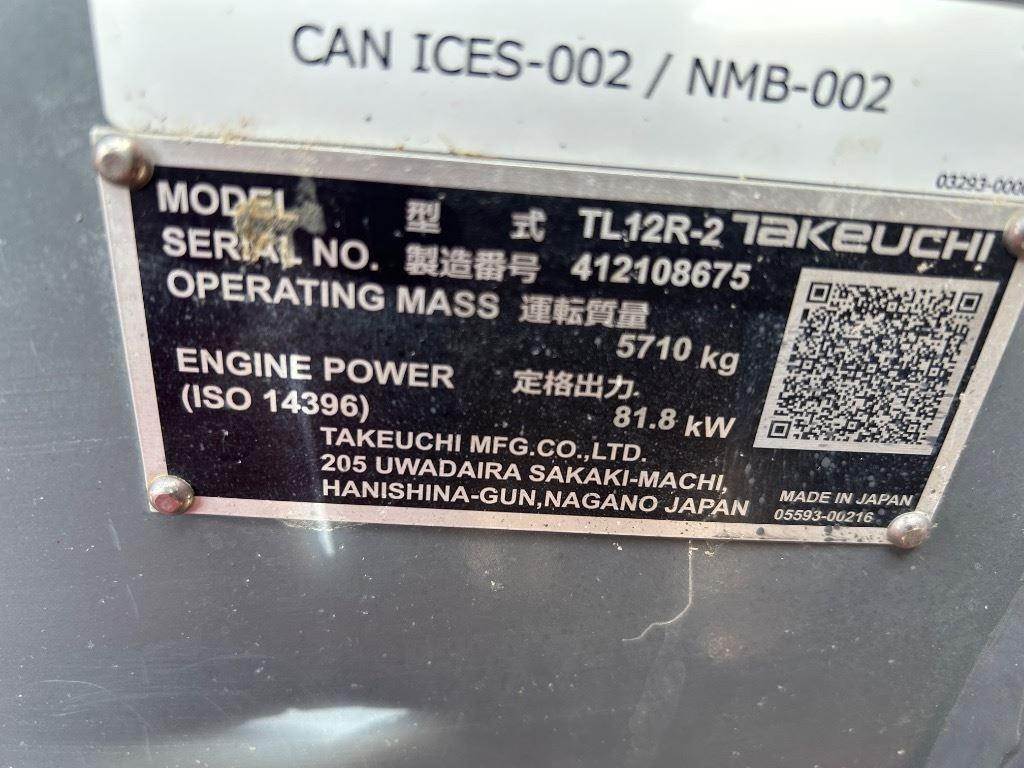 CAN ICES-002 / NMB-002
MODEL 型 式 TL12R-2 TAKEUCHI
SERIAL NO. 製造番号 412108675
OPERATING MASS 運転質量
5710 kg
ENGINE POWER 定格出力
(ISO 14396) 81.8 kW
TAKEUCHI MFG.CO.,LTD.
205 UWADAIRA SAKAKI-MACHI,
HANISHINA-GUN,NAGANO JAPAN
MADE IN JAPAN
05593-00216